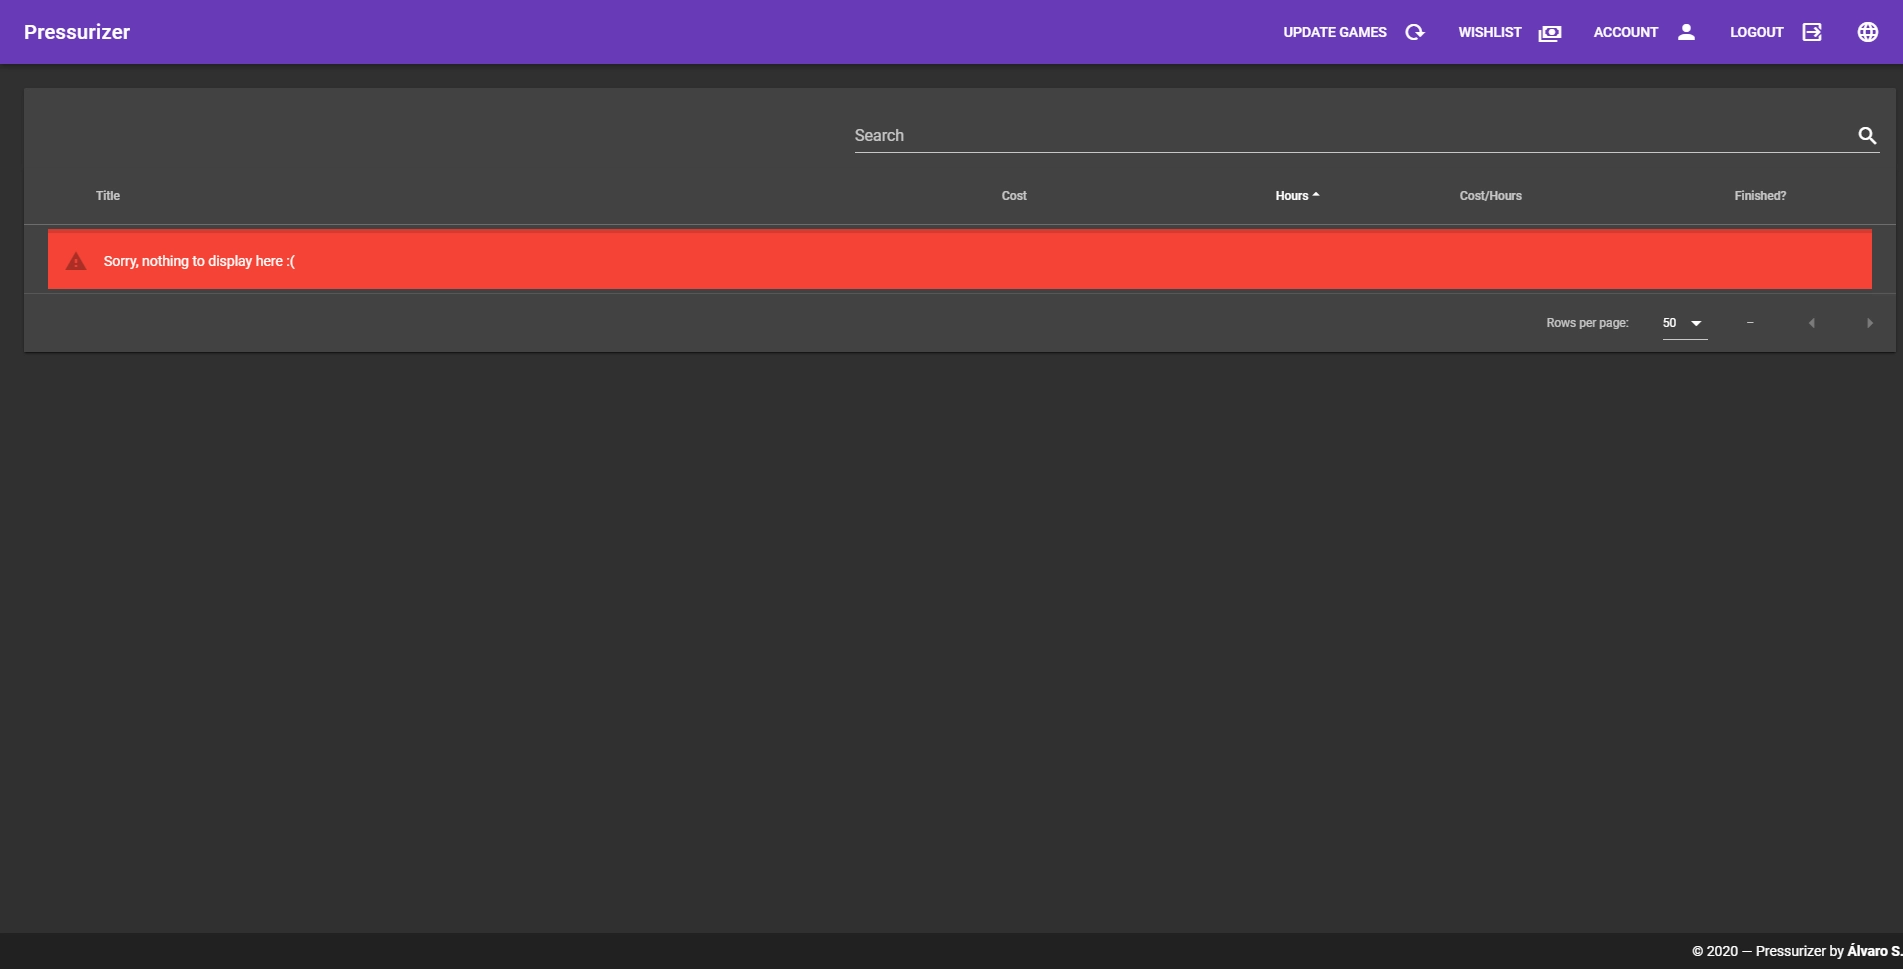 Pressurizer
UPDATE GAMES WISHLIST ACCOUNT LOGOUT
Search
Title Cost Hours Cost/Hours Finished?
Sorry, nothing to display here :(
Rows per page: 50 –
© 2020 — Pressurizer by Álvaro S.